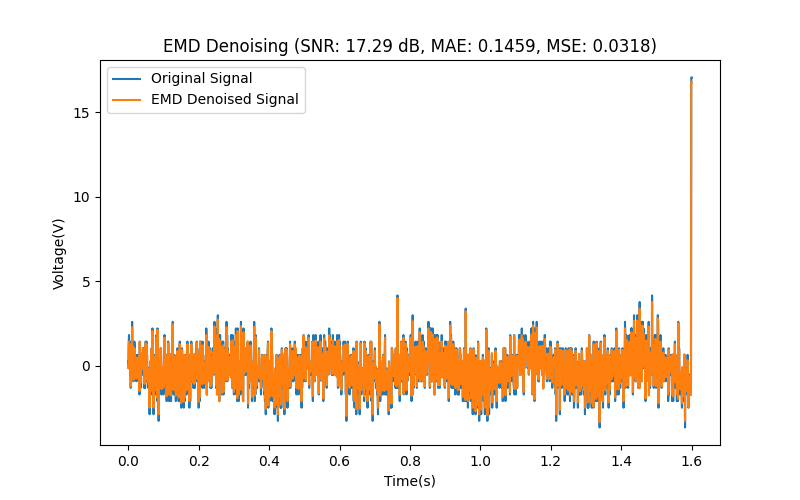 EMD Denoising (SNR: 17.29 dB, MAE: 0.1459, MSE: 0.0318)
Original Signal
EMD Denoised Signal
15
10
5
0
Voltage(V)
0.0 0.2 0.4 0.6 0.8 1.0 1.2 1.4 1.6
Time(s)